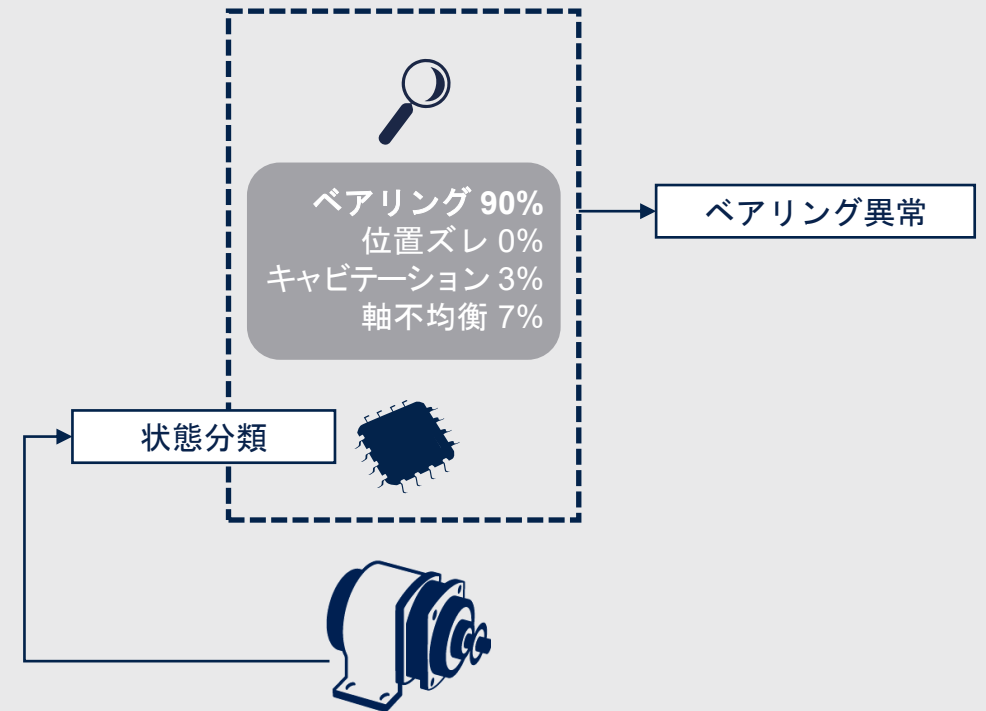 ベアリング 90%
位置ズレ 0%
キャビテーション 3%
軸不均衡 7%
ベアリング異常
状態分類